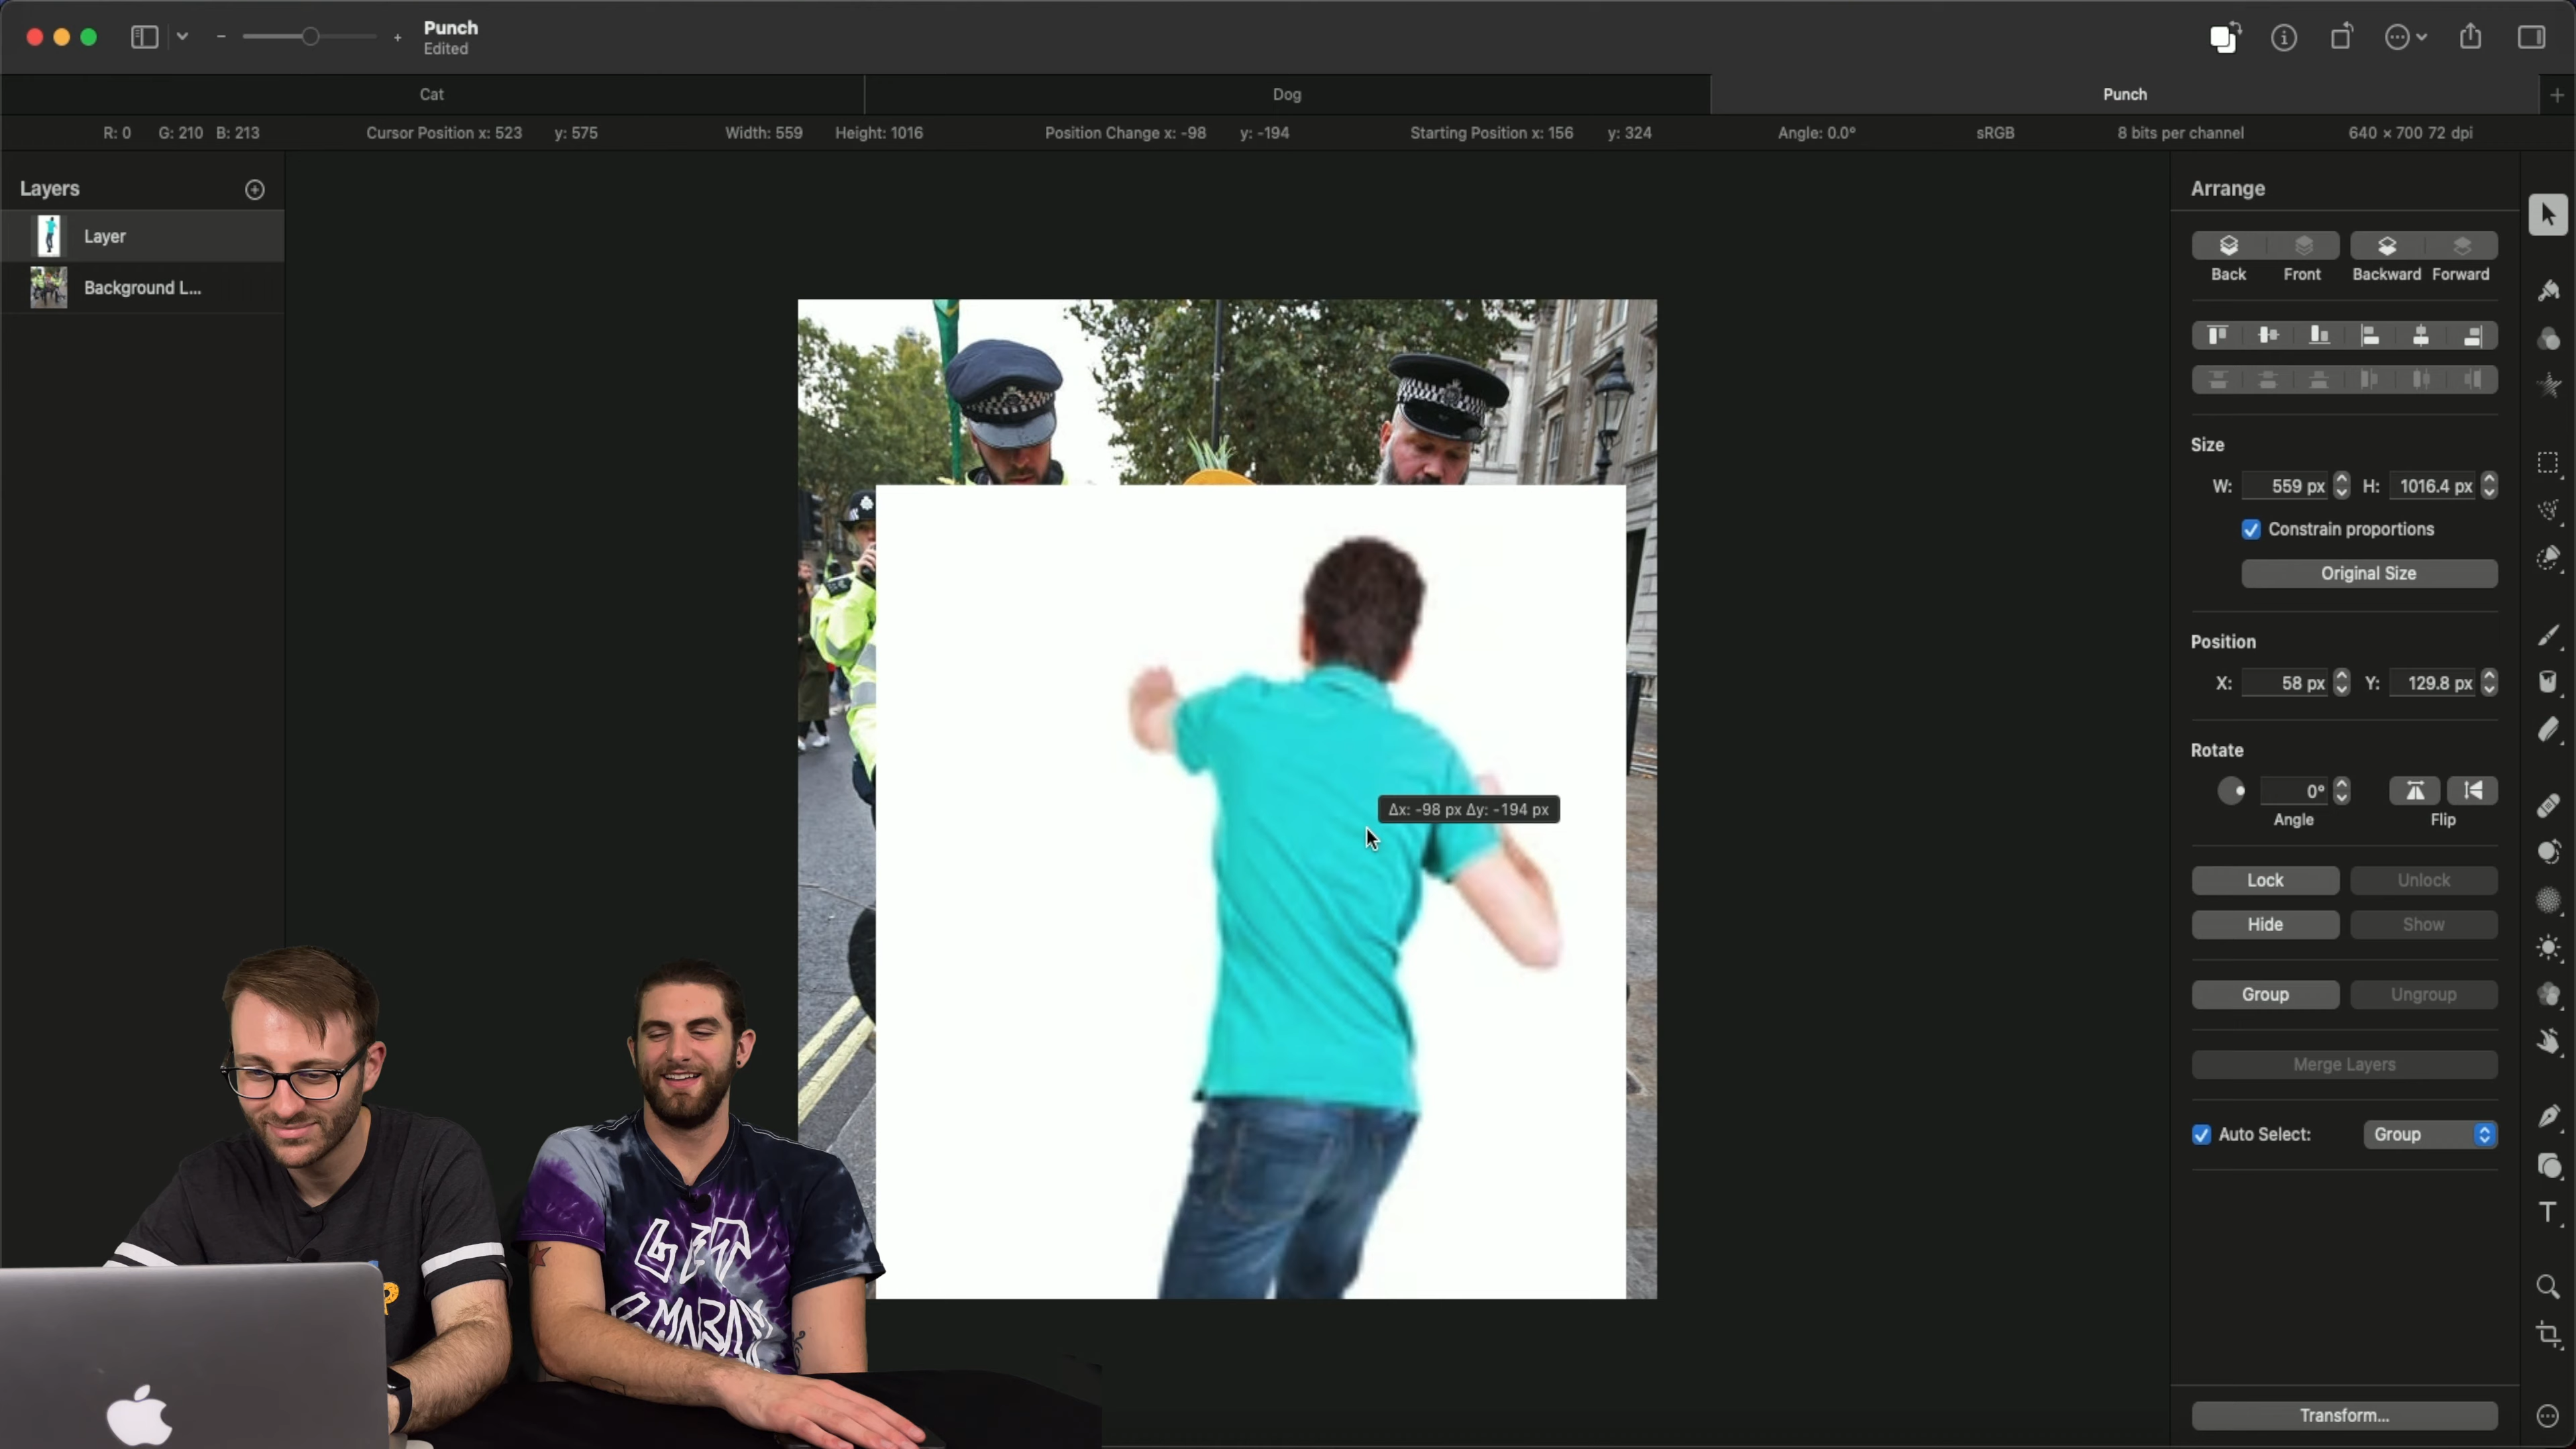 Punch
Edited
Cat
Dog
Punch
R: 0 G: 210 B: 213 Cursor Position x: 523 y: 575 Width: 559 Height: 1016 Position Change x: -98 y: -194 Starting Position x: 156 y: 324 Angle: 0.0° sRGB 8 bits per channel 640 × 700 72 dpi
Layers
Layer
Background L...
Δx: -98 px Δy: -194 px
GET
Arrange
Back Front Backward Forward
Size
W: 559 px H: 1016.4 px
Constrain proportions
Original Size
Position
X: 58 px Y: 129.8 px
Rotate
0°
Angle Flip
Lock Unlock
Hide Show
Group Ungroup
Merge Layers
Auto Select: Group
Transform...